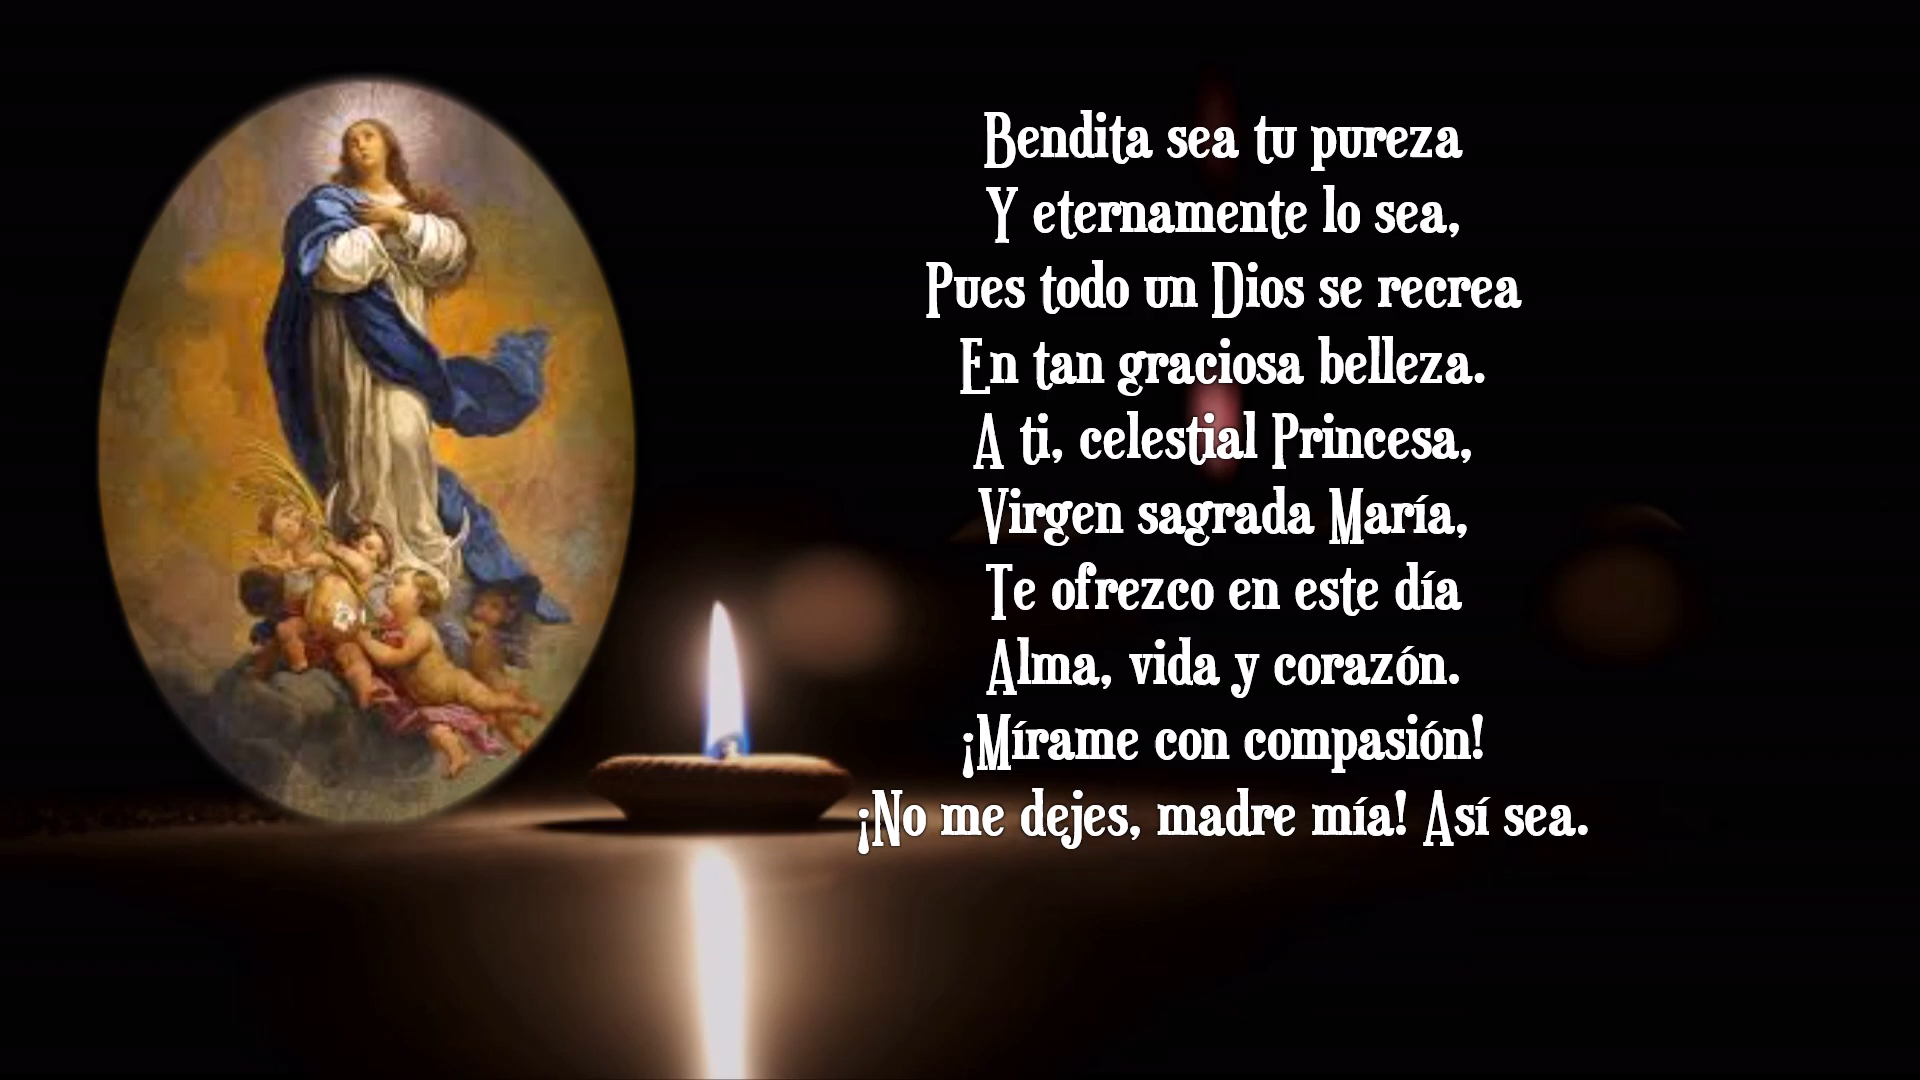 Bendita sea tu pureza
Y eternamente lo sea,
Pues todo un Dios se recrea
En tan graciosa belleza.
A ti, celestial Princesa,
Virgen sagrada María,
Te ofrezco en este día
Alma, vida y corazón.
¡Mírame con compasión!
¡No me dejes, madre mía! Así sea.